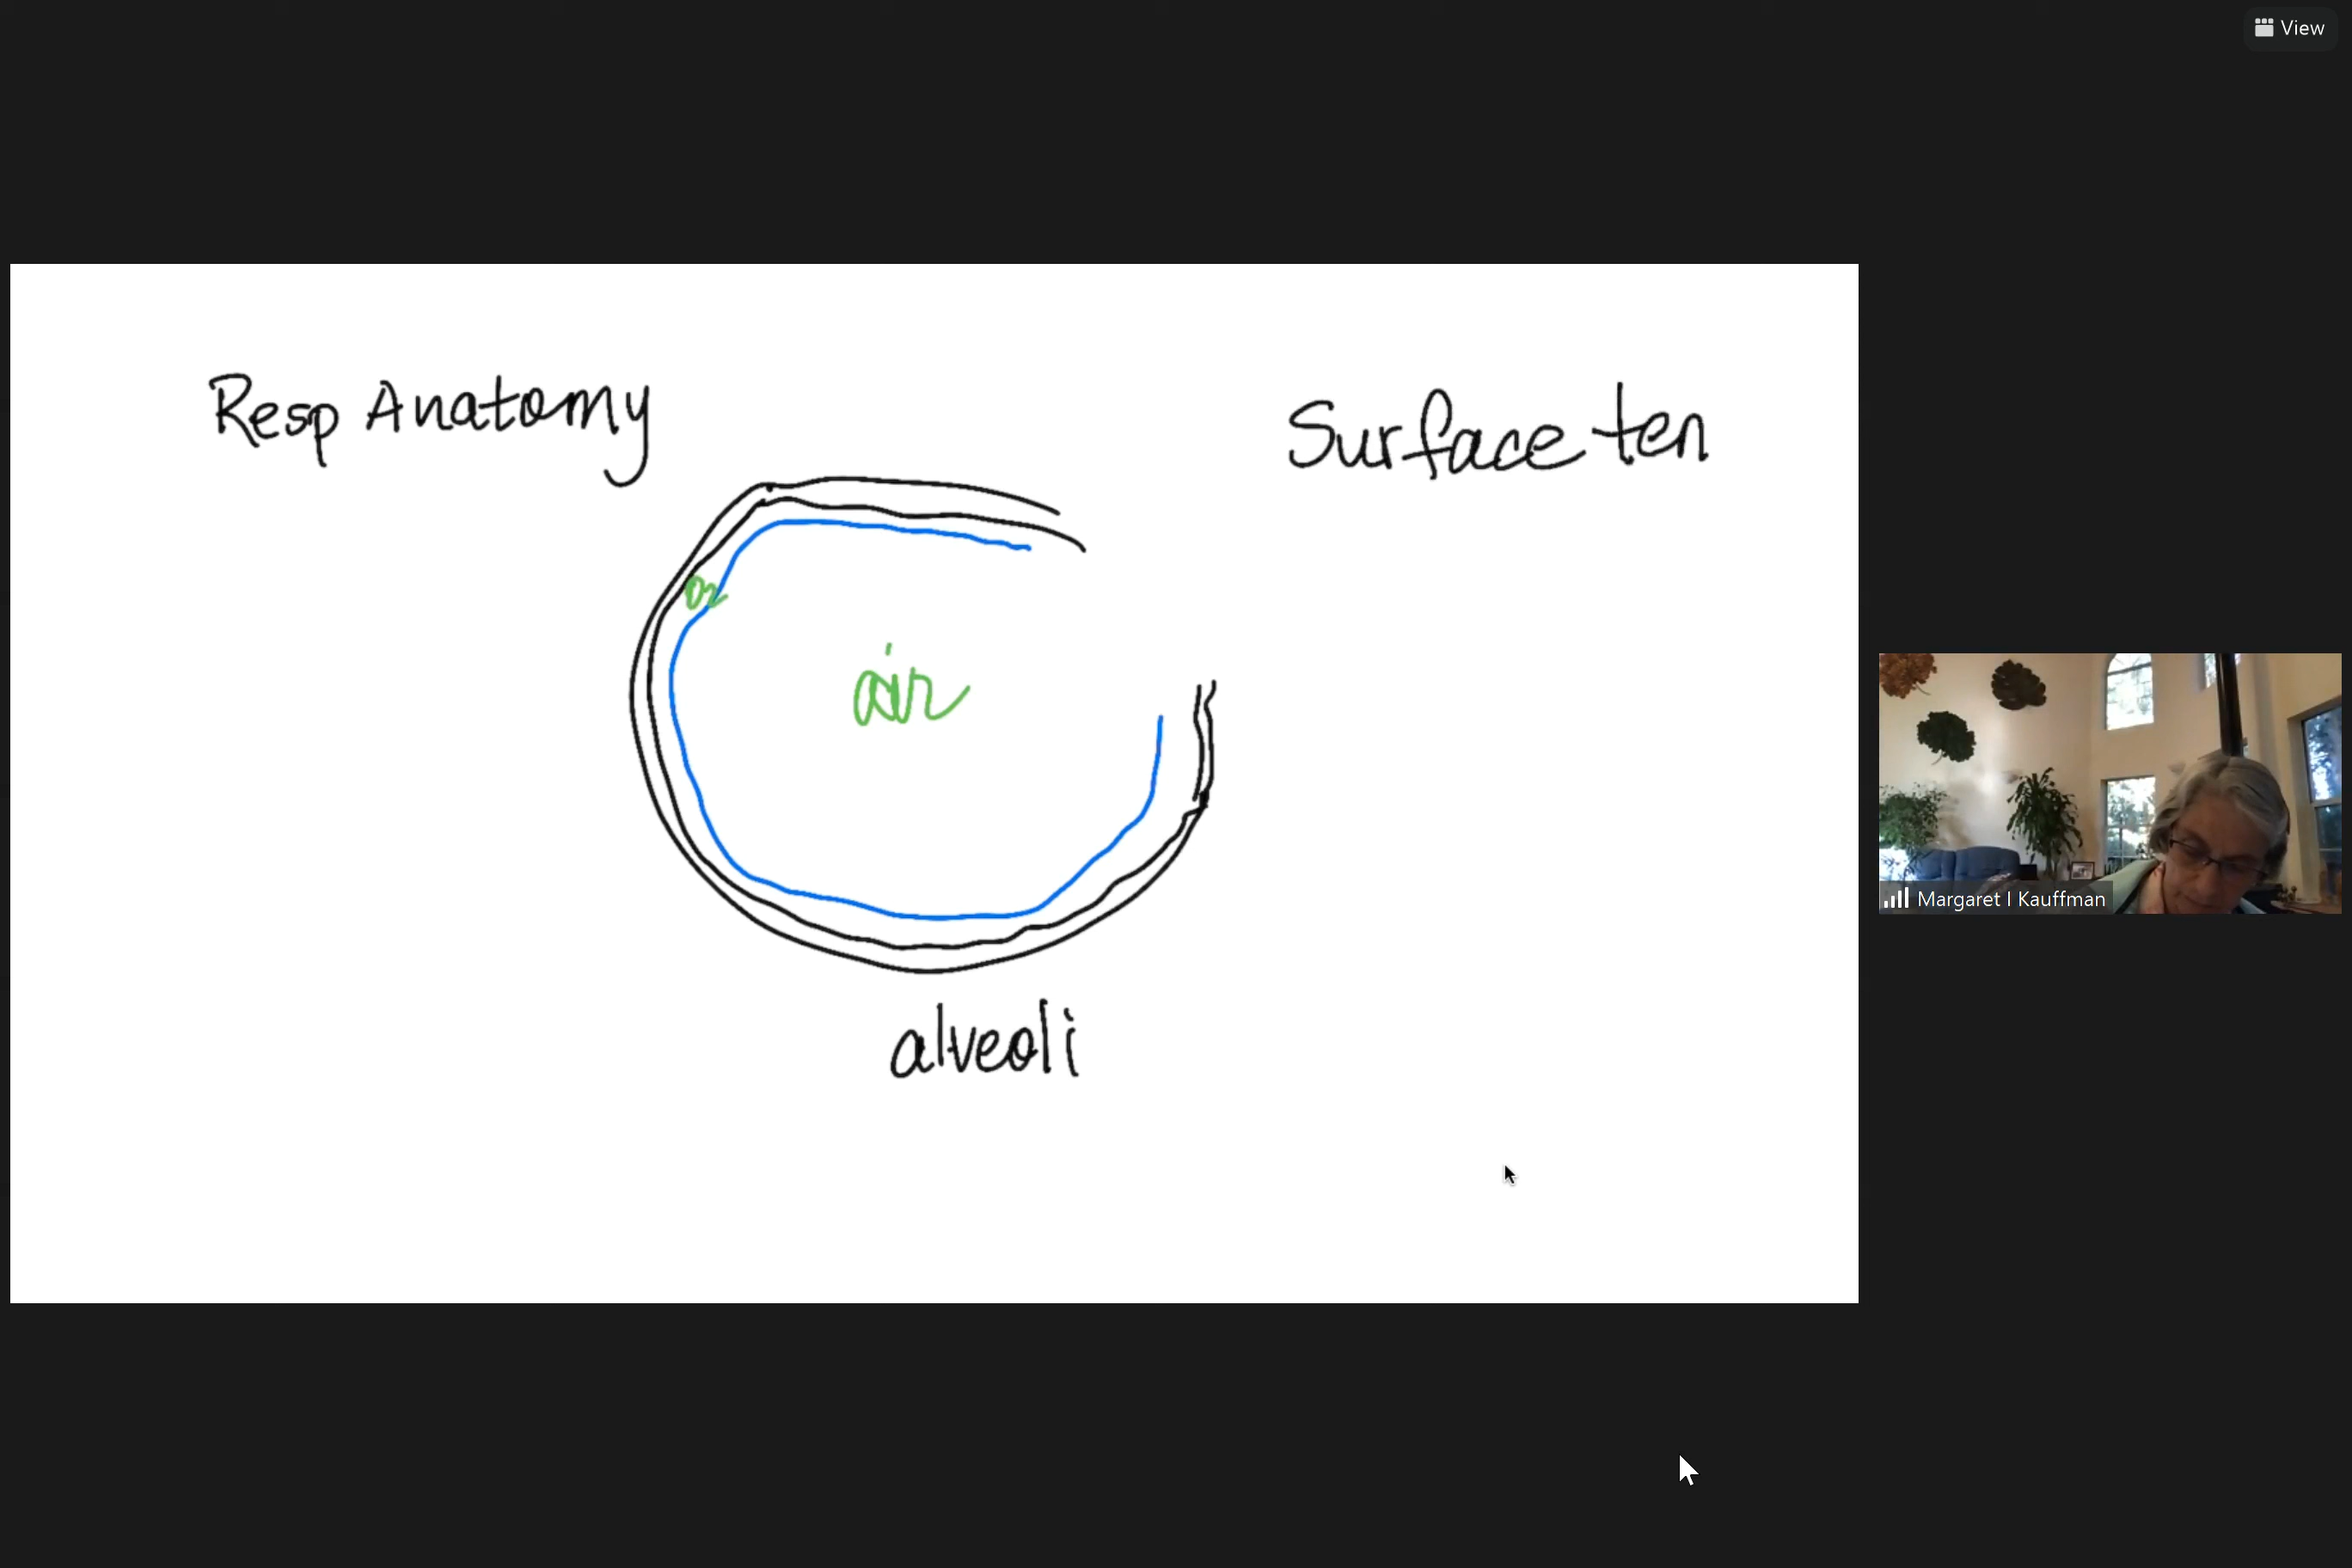 View
Resp Anatomy
Surface ten
air
Margaret I Kauffman
alveoli